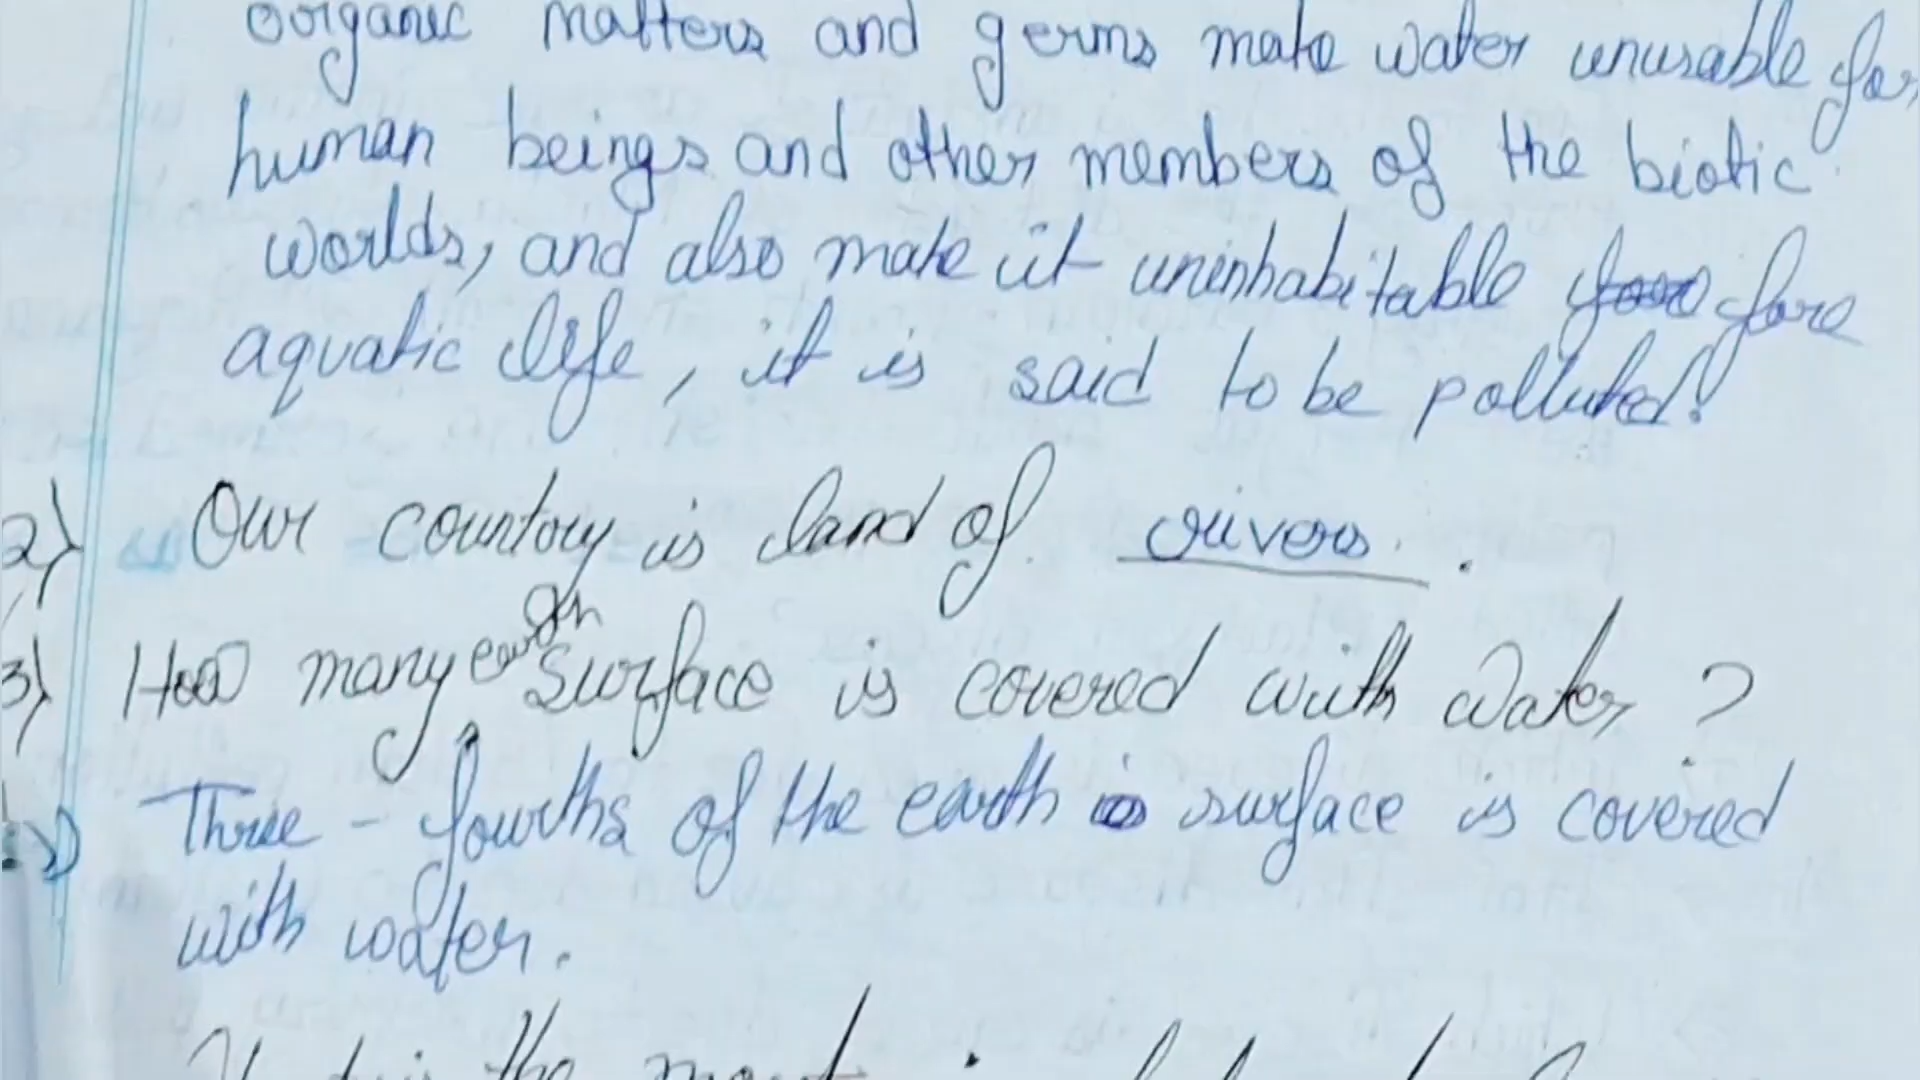 organic matters and germs make water unusable for
human beings and other members of the biotic
worlds, and also make it uninhabitable fore
aquatic life, it is said to be polluted.
2) Our country is land of rivers.
3) How many earth surface is covered with water?
Three-fourths of the earth surface is covered
with water.
is the most